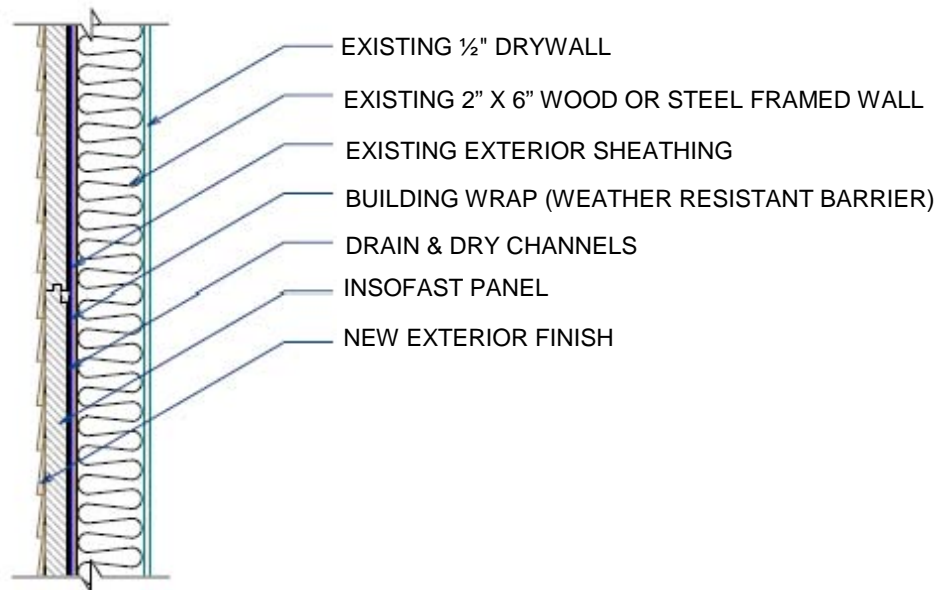 EXISTING ½" DRYWALL
EXISTING 2” X 6” WOOD OR STEEL FRAMED WALL
EXISTING EXTERIOR SHEATHING
BUILDING WRAP (WEATHER RESISTANT BARRIER)
DRAIN & DRY CHANNELS
INSOFAST PANEL
NEW EXTERIOR FINISH